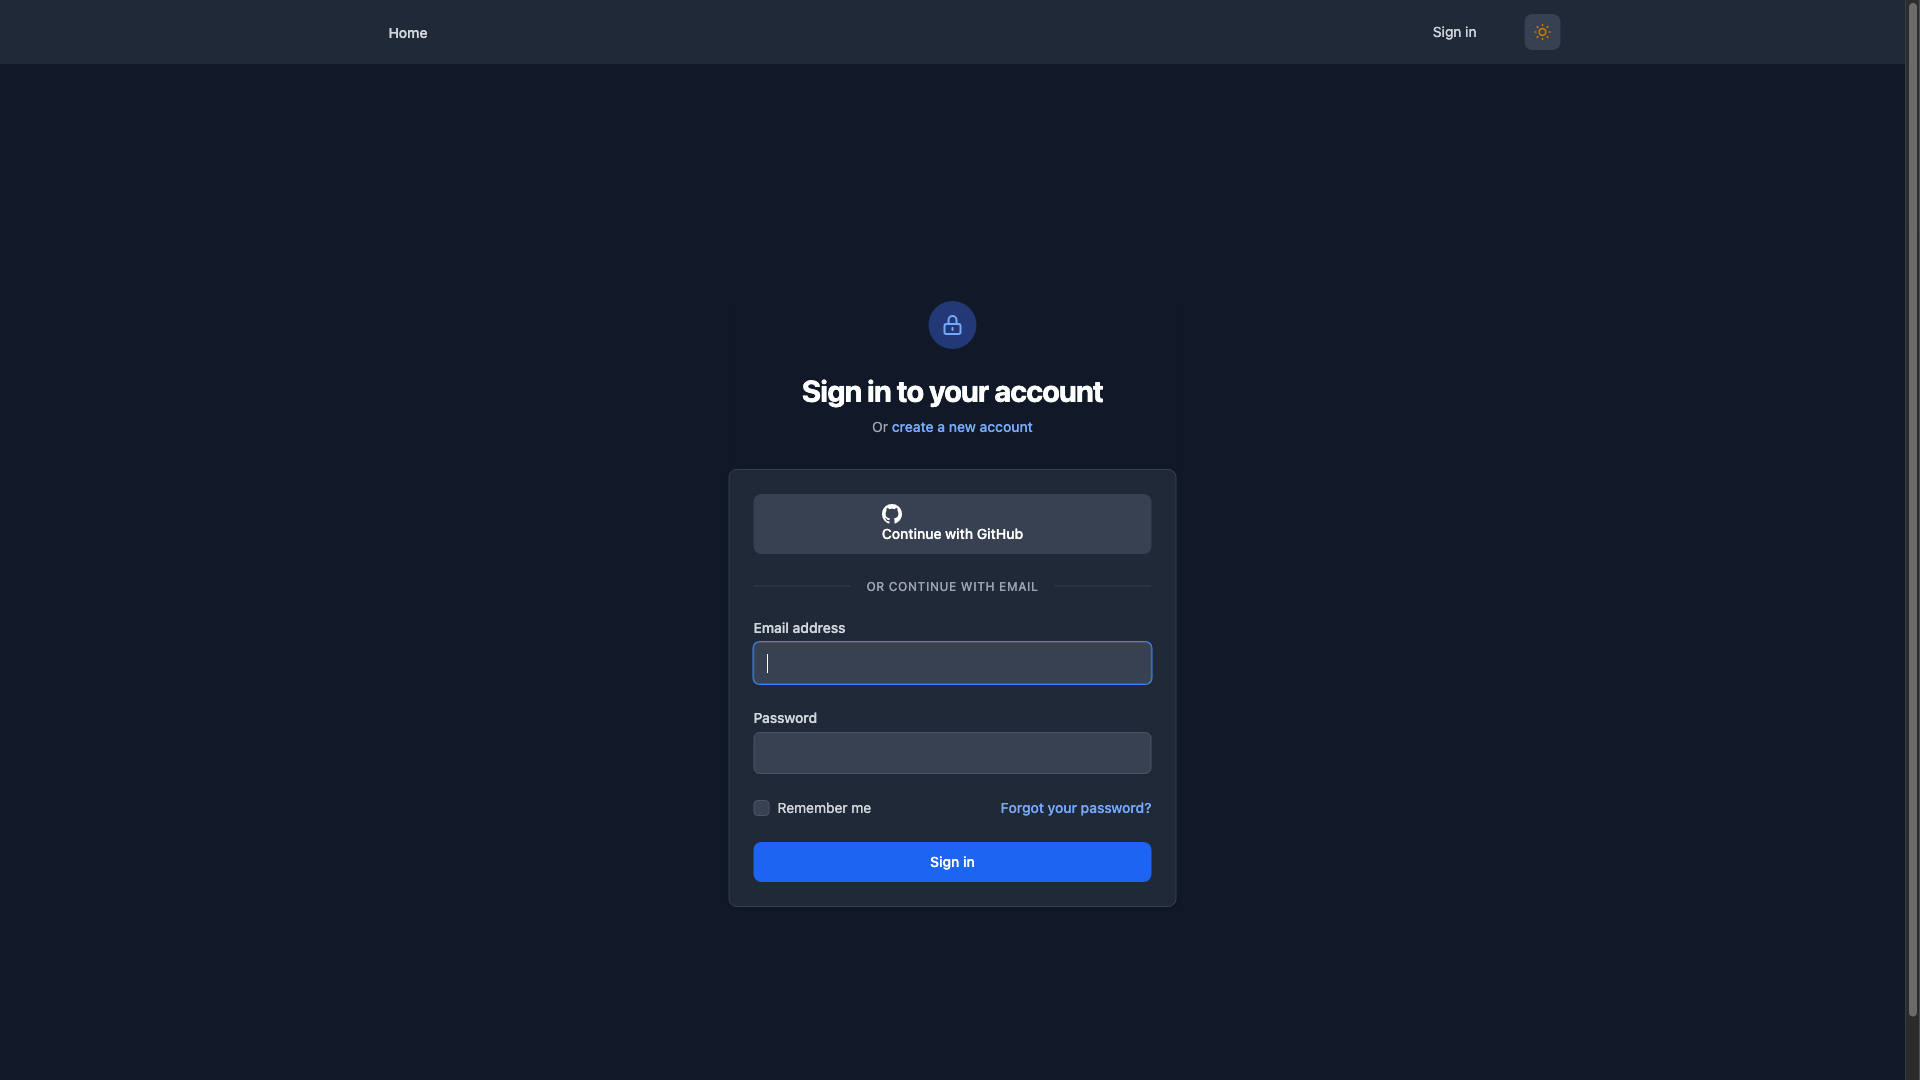 Home
Sign in
Sign in to your account
Or create a new account
Continue with GitHub
OR CONTINUE WITH EMAIL
Email address
Password
Remember me
Forgot your password?
Sign in